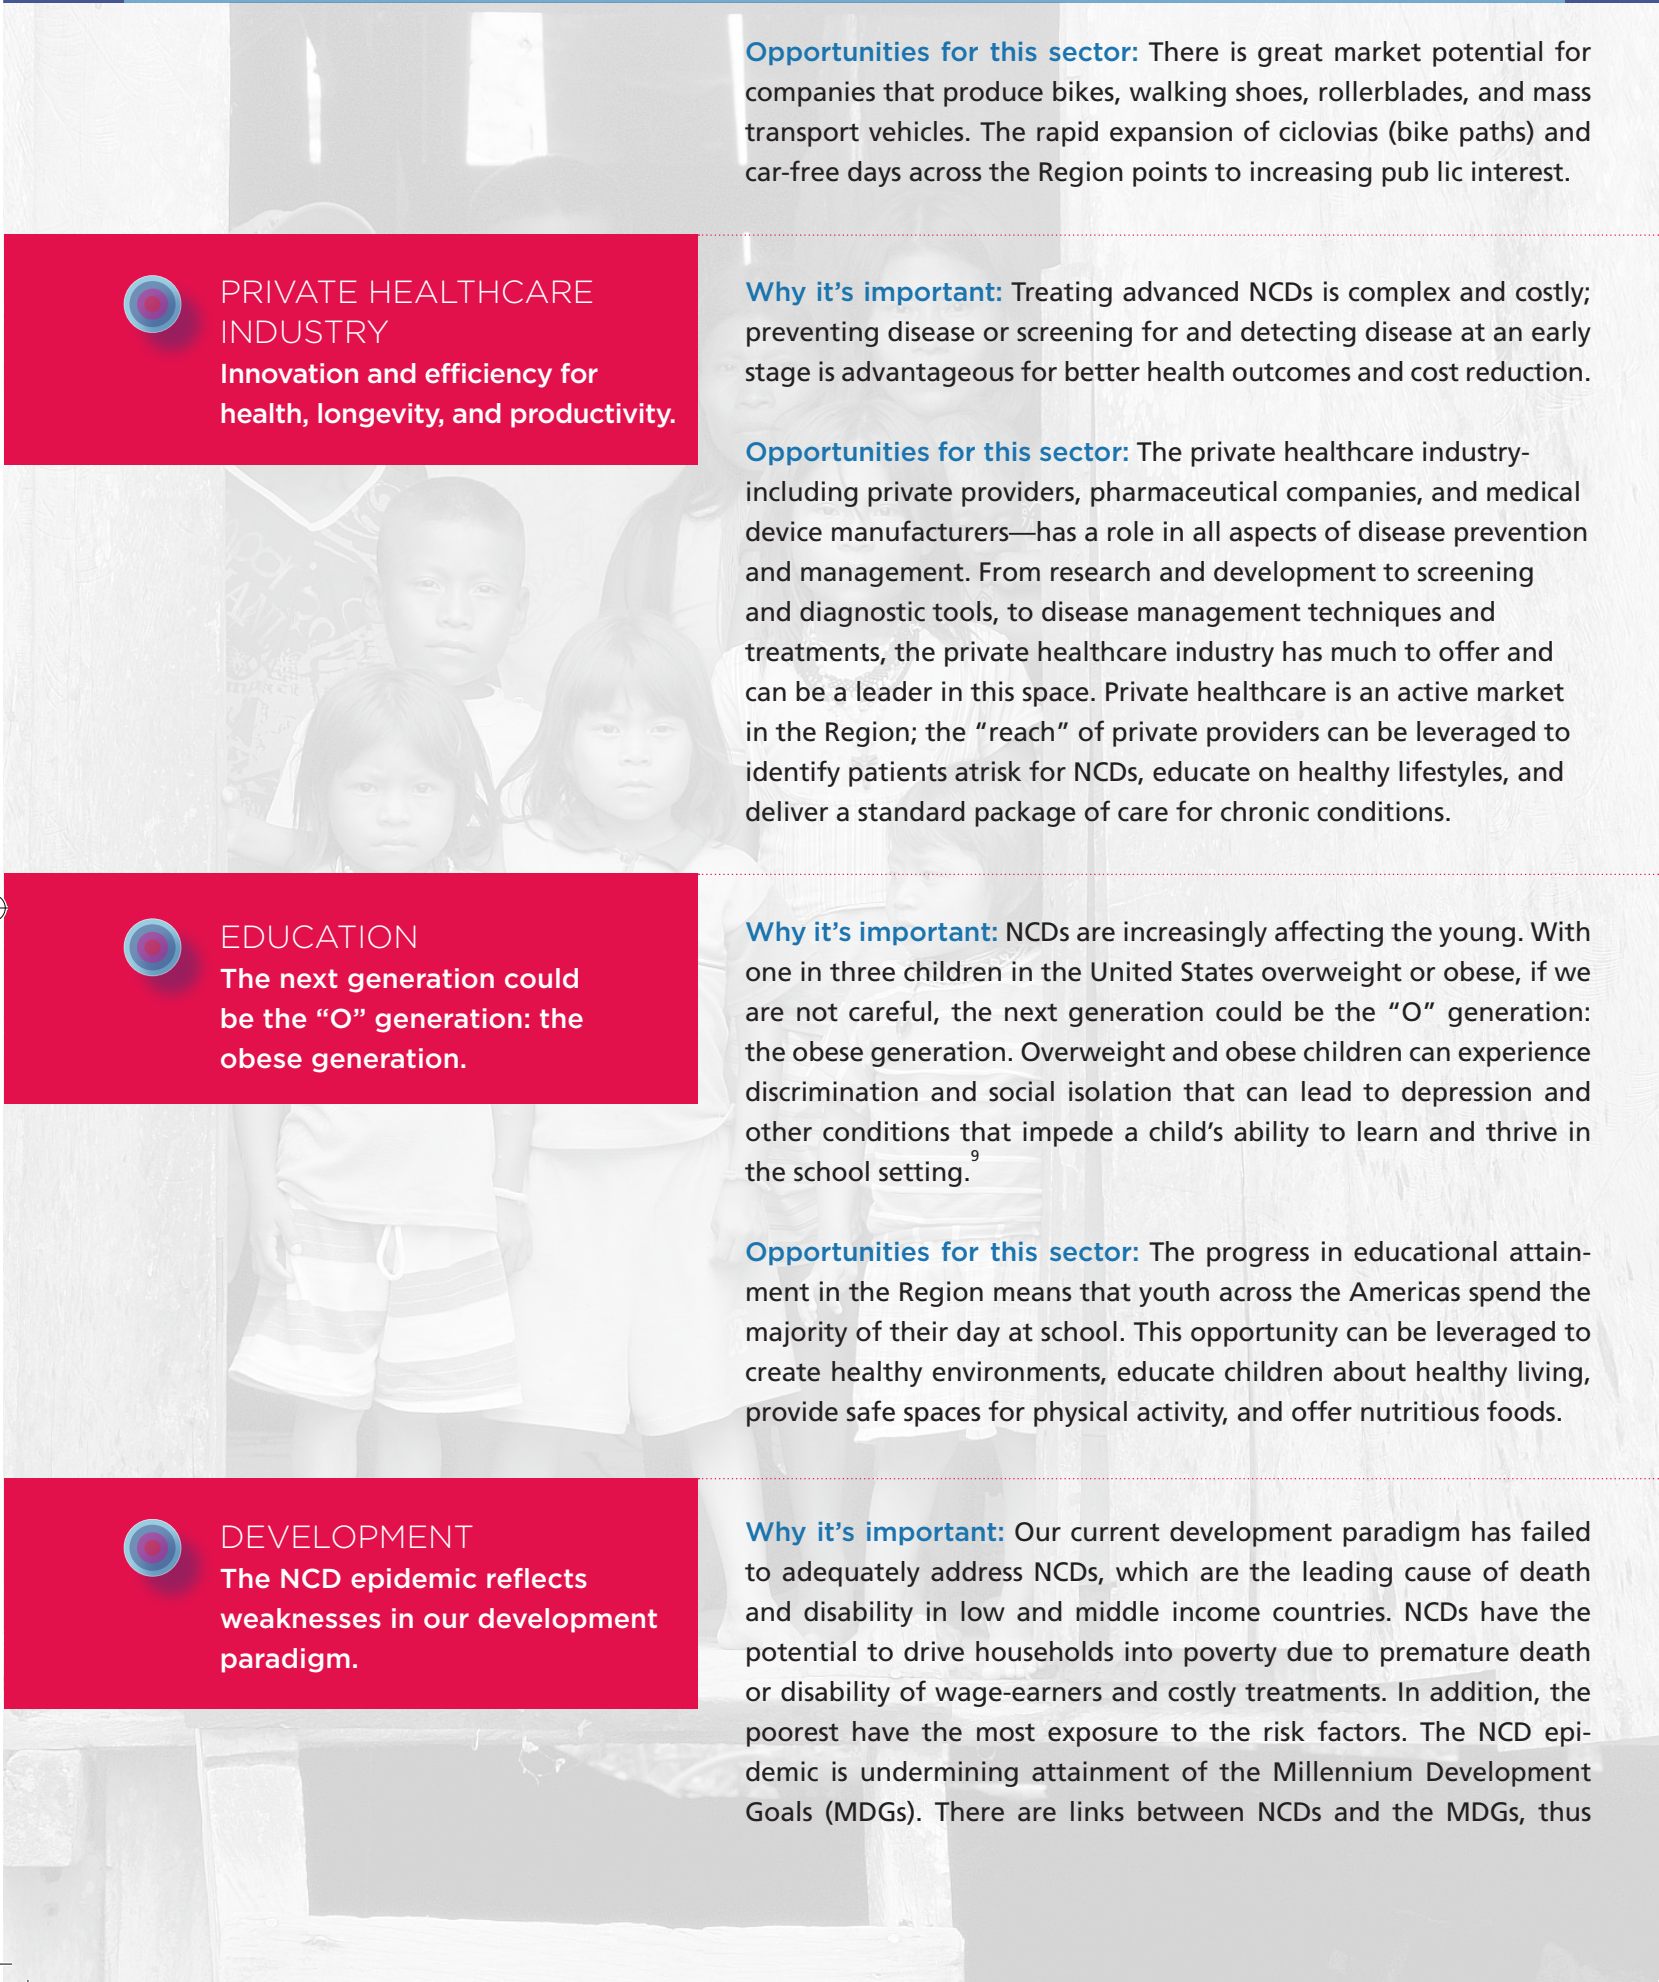 Opportunities for this sector: There is great market potential for
companies that produce bikes, walking shoes, rollerblades, and mass
transport vehicles. The rapid expansion of ciclovias (bike paths) and
car-free days across the Region points to increasing pub lic interest.
PRIVATE HEALTHCARE
INDUSTRY
Innovation and efficiency for
health, longevity, and productivity.
Why it's important: Treating advanced NCDs is complex and costly;
preventing disease or screening for and detecting disease at an early
stage is advantageous for better health outcomes and cost reduction.
Opportunities for this sector: The private healthcare industry-
including private providers, pharmaceutical companies, and medical
device manufacturers—has a role in all aspects of disease prevention
and management. From research and development to screening
and diagnostic tools, to disease management techniques and
treatments, the private healthcare industry has much to offer and
can be a leader in this space. Private healthcare is an active market
in the Region; the “reach” of private providers can be leveraged to
identify patients atrisk for NCDs, educate on healthy lifestyles, and
deliver a standard package of care for chronic conditions.
EDUCATION
The next generation could
be the “O” generation: the
obese generation.
Why it’s important: NCDs are increasingly affecting the young. With
one in three children in the United States overweight or obese, if we
are not careful, the next generation could be the “O” generation:
the obese generation. Overweight and obese children can experience
discrimination and social isolation that can lead to depression and
other conditions that impede a child’s ability to learn and thrive in
the school setting.9
Opportunities for this sector: The progress in educational attain-
ment in the Region means that youth across the Americas spend the
majority of their day at school. This opportunity can be leveraged to
create healthy environments, educate children about healthy living,
provide safe spaces for physical activity, and offer nutritious foods.
DEVELOPMENT
The NCD epidemic reflects
weaknesses in our development
paradigm.
Why it's important: Our current development paradigm has failed
to adequately address NCDs, which are the leading cause of death
and disability in low and middle income countries. NCDs have the
potential to drive households into poverty due to premature death
or disability of wage-earners and costly treatments. In addition, the
poorest have the most exposure to the risk factors. The NCD epi-
demic is undermining attainment of the Millennium Development
Goals (MDGs). There are links between NCDs and the MDGs, thus